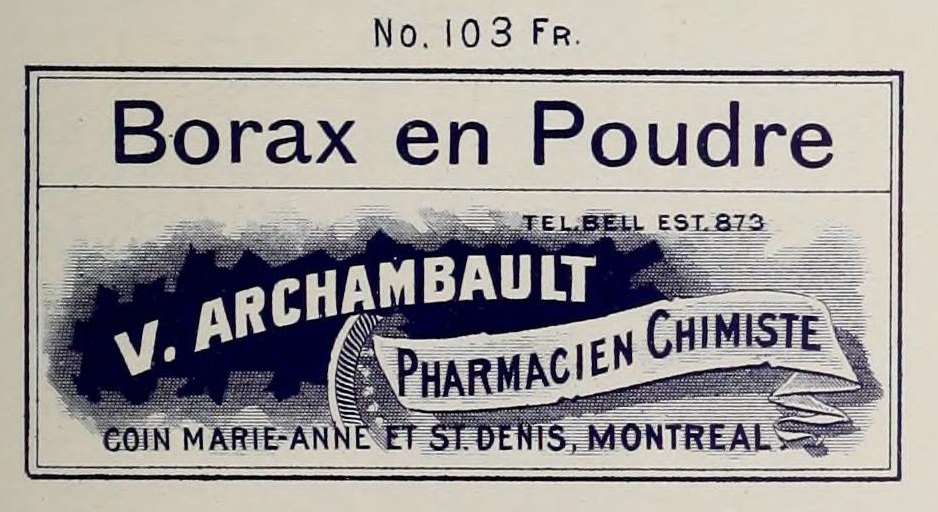 No. 103 FR.
Borax en Poudre
TEL. BELL EST. 873
V. ARCHAMBAULT
PHARMACIEN CHIMISTE
COIN MARIE-ANNE ET ST. DENIS, MONTREAL.